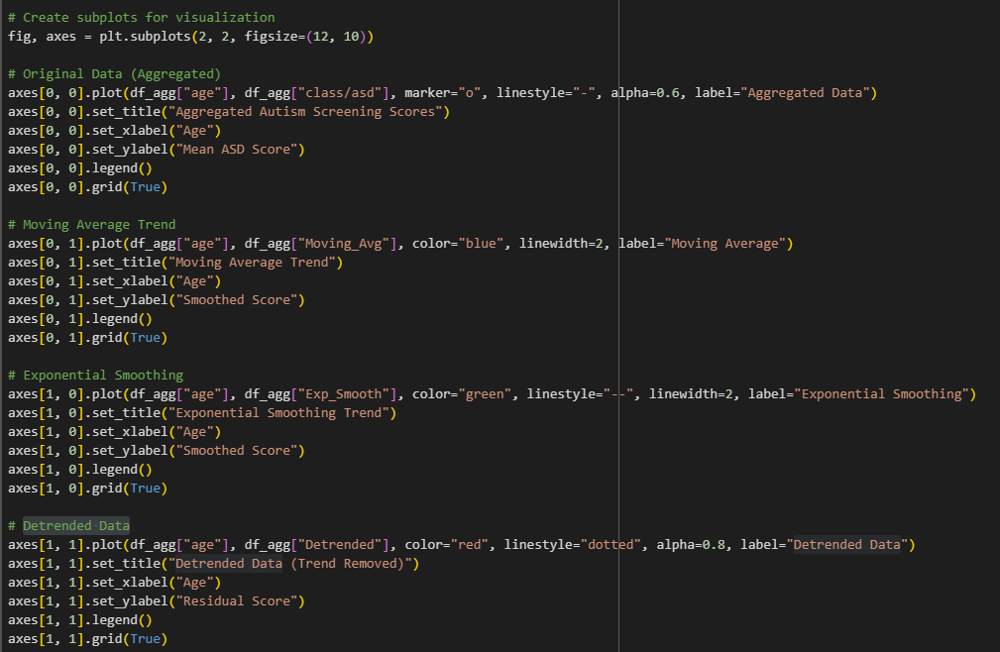 # Create subplots for visualization
fig, axes = plt.subplots(2, 2, figsize=(12, 10))
# Original Data (Aggregated)
axes[0, 0].plot(df_agg["age"], df_agg["class/asd"], marker="o", linestyle="-", alpha=0.6, label="Aggregated Data")
axes[0, 0].set_title("Aggregated Autism Screening Scores")
axes[0, 0].set_xlabel("Age")
axes[0, 0].set_ylabel("Mean ASD Score")
axes[0, 0].legend()
axes[0, 0].grid(True)
# Moving Average Trend
axes[0, 1].plot(df_agg["age"], df_agg["Moving_Avg"], color="blue", linewidth=2, label="Moving Average")
axes[0, 1].set_title("Moving Average Trend")
axes[0, 1].set_xlabel("Age")
axes[0, 1].set_ylabel("Smoothed Score")
axes[0, 1].legend()
axes[0, 1].grid(True)
# Exponential Smoothing
axes[1, 0].plot(df_agg["age"], df_agg["Exp_Smooth"], color="green", linestyle="--", linewidth=2, label="Exponential Smoothing")
axes[1, 0].set_title("Exponential Smoothing Trend")
axes[1, 0].set_xlabel("Age")
axes[1, 0].set_ylabel("Smoothed Score")
axes[1, 0].legend()
axes[1, 0].grid(True)
# Detrended Data
axes[1, 1].plot(df_agg["age"], df_agg["Detrended"], color="red", linestyle="dotted", alpha=0.8, label="Detrended Data")
axes[1, 1].set_title("Detrended Data (Trend Removed)")
axes[1, 1].set_xlabel("Age")
axes[1, 1].set_ylabel("Residual Score")
axes[1, 1].legend()
axes[1, 1].grid(True)